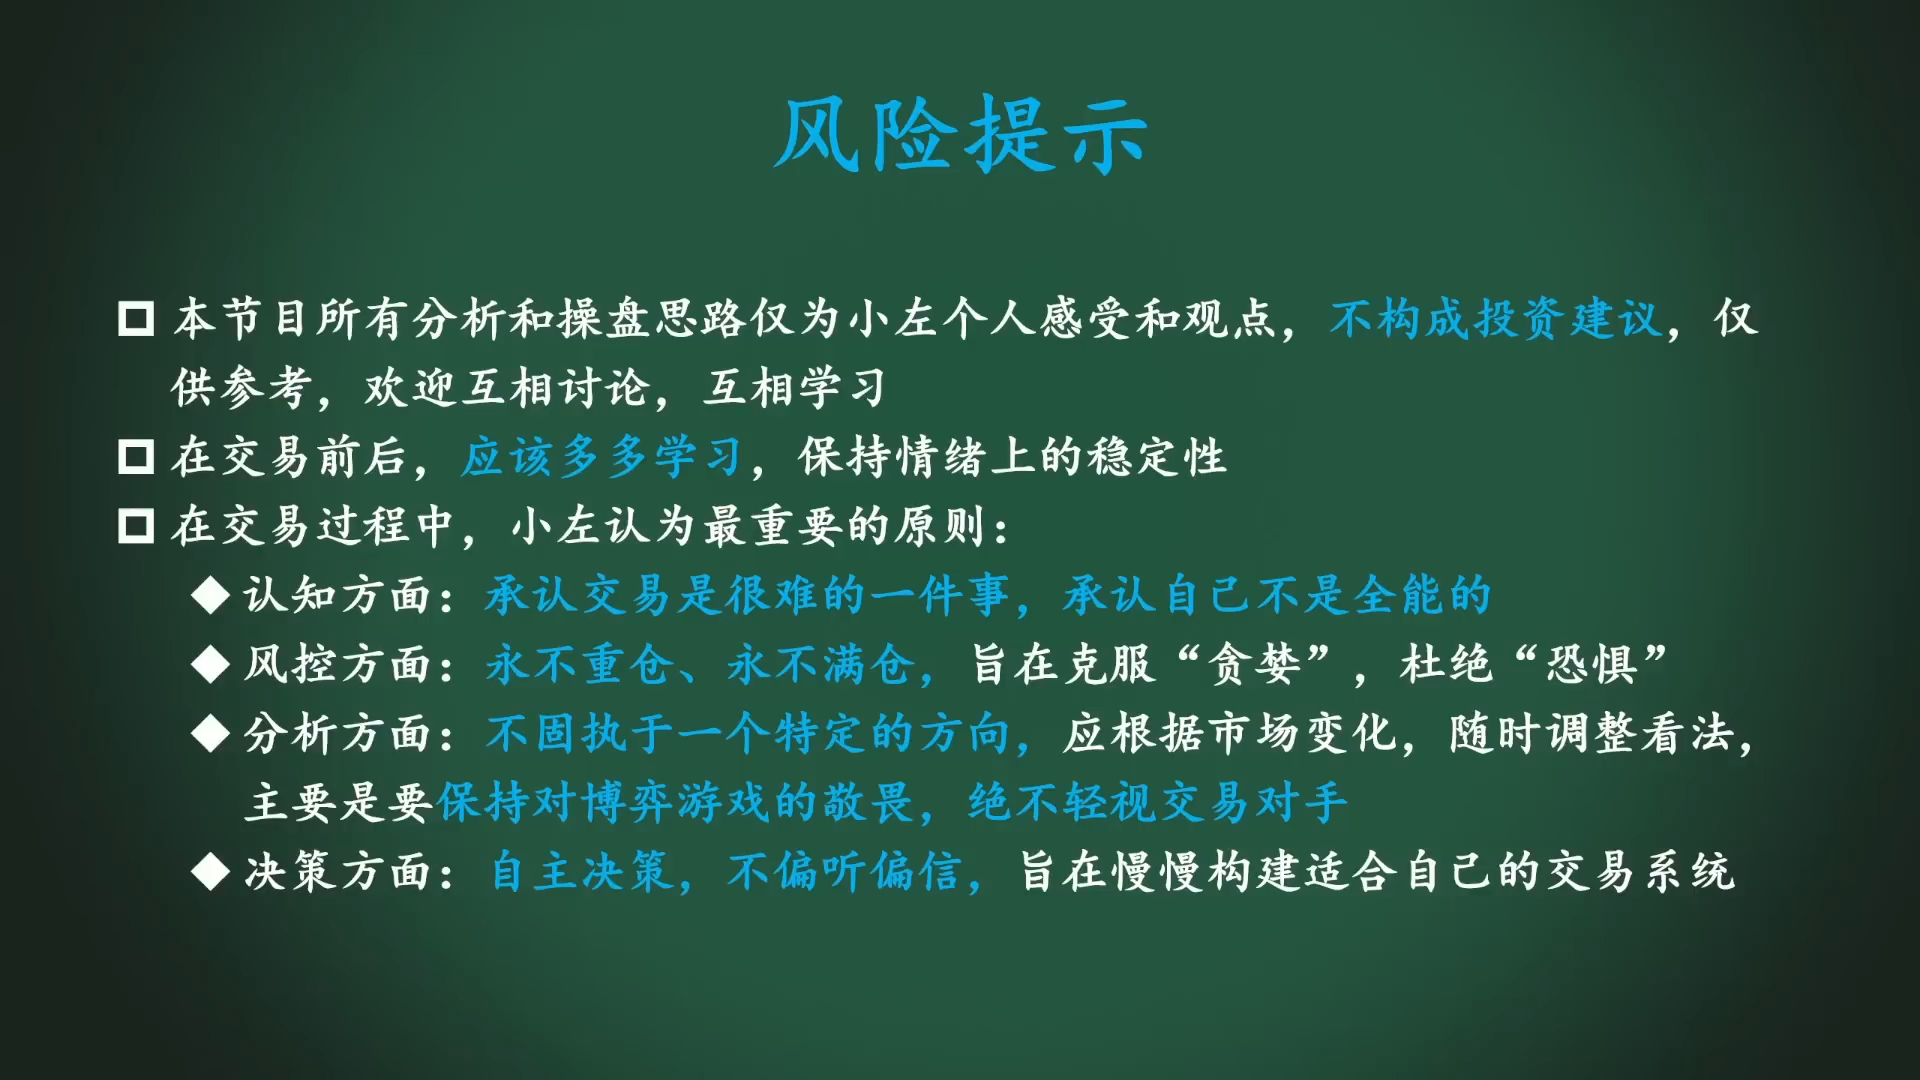 风险提示
本节目所有分析和操盘思路仅为小左个人感受和观点，不构成投资建议，仅
供参考，欢迎互相讨论，互相学习
在交易前后，应该多多学习，保持情绪上的稳定性
在交易过程中，小左认为最重要的原则：
认知方面：承认交易是很难的一件事，承认自己不是全能的
风控方面：永不重仓、永不满仓，旨在克服“贪婪”，杜绝“恐惧”
分析方面：不固执于一个特定的方向，应根据市场变化，随时调整看法，
主要是要保持对博弈游戏的敬畏，绝不轻视交易对手
决策方面：自主决策，不偏听偏信，旨在慢慢构建适合自己的交易系统